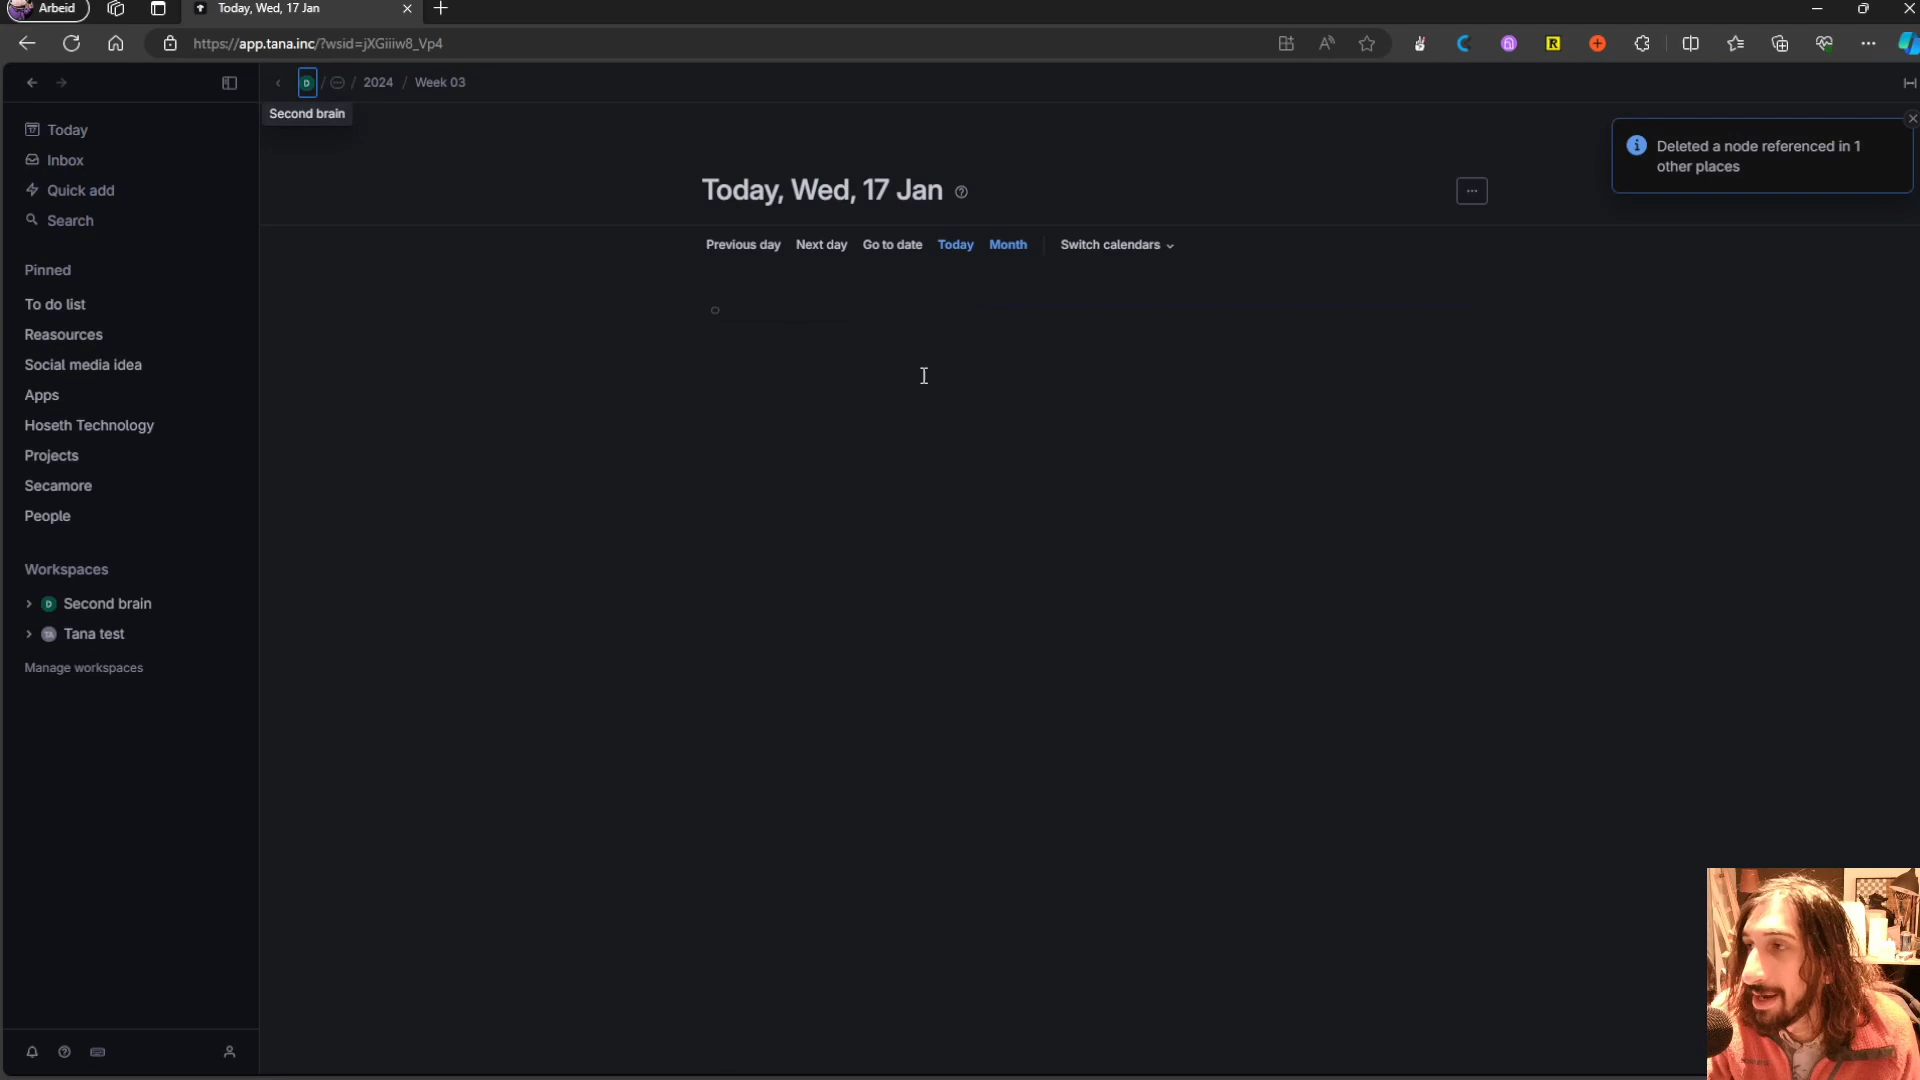 Arbeid
Today, Wed, 17 Jan
https://app.tana.inc/?wsid=jXGiiiw8_Vp4
D / / 2024 / Week 03
Second brain
Today
Inbox
Quick add
Search
Pinned
To do list
Reasources
Social media idea
Apps
Hoseth Technology
Projects
Secamore
People
Workspaces
D Second brain
TA Tana test
Manage workspaces
Today, Wed, 17 Jan
Previous day Next day Go to date Today Month Switch calendars
Deleted a node referenced in 1
other places